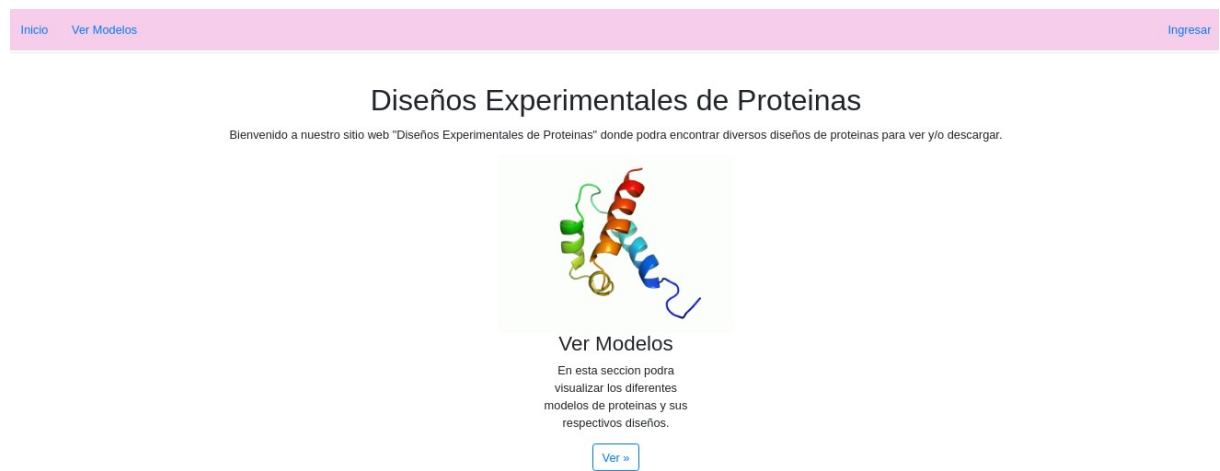 Inicio Ver Modelos Ingresar
Diseños Experimentales de Proteinas
Bienvenido a nuestro sitio web "Diseños Experimentales de Proteinas" donde podra encontrar diversos diseños de proteinas para ver y/o descargar.
Ver Modelos
En esta seccion podra
visualizar los diferentes
modelos de proteinas y sus
respectivos diseños.
Ver »